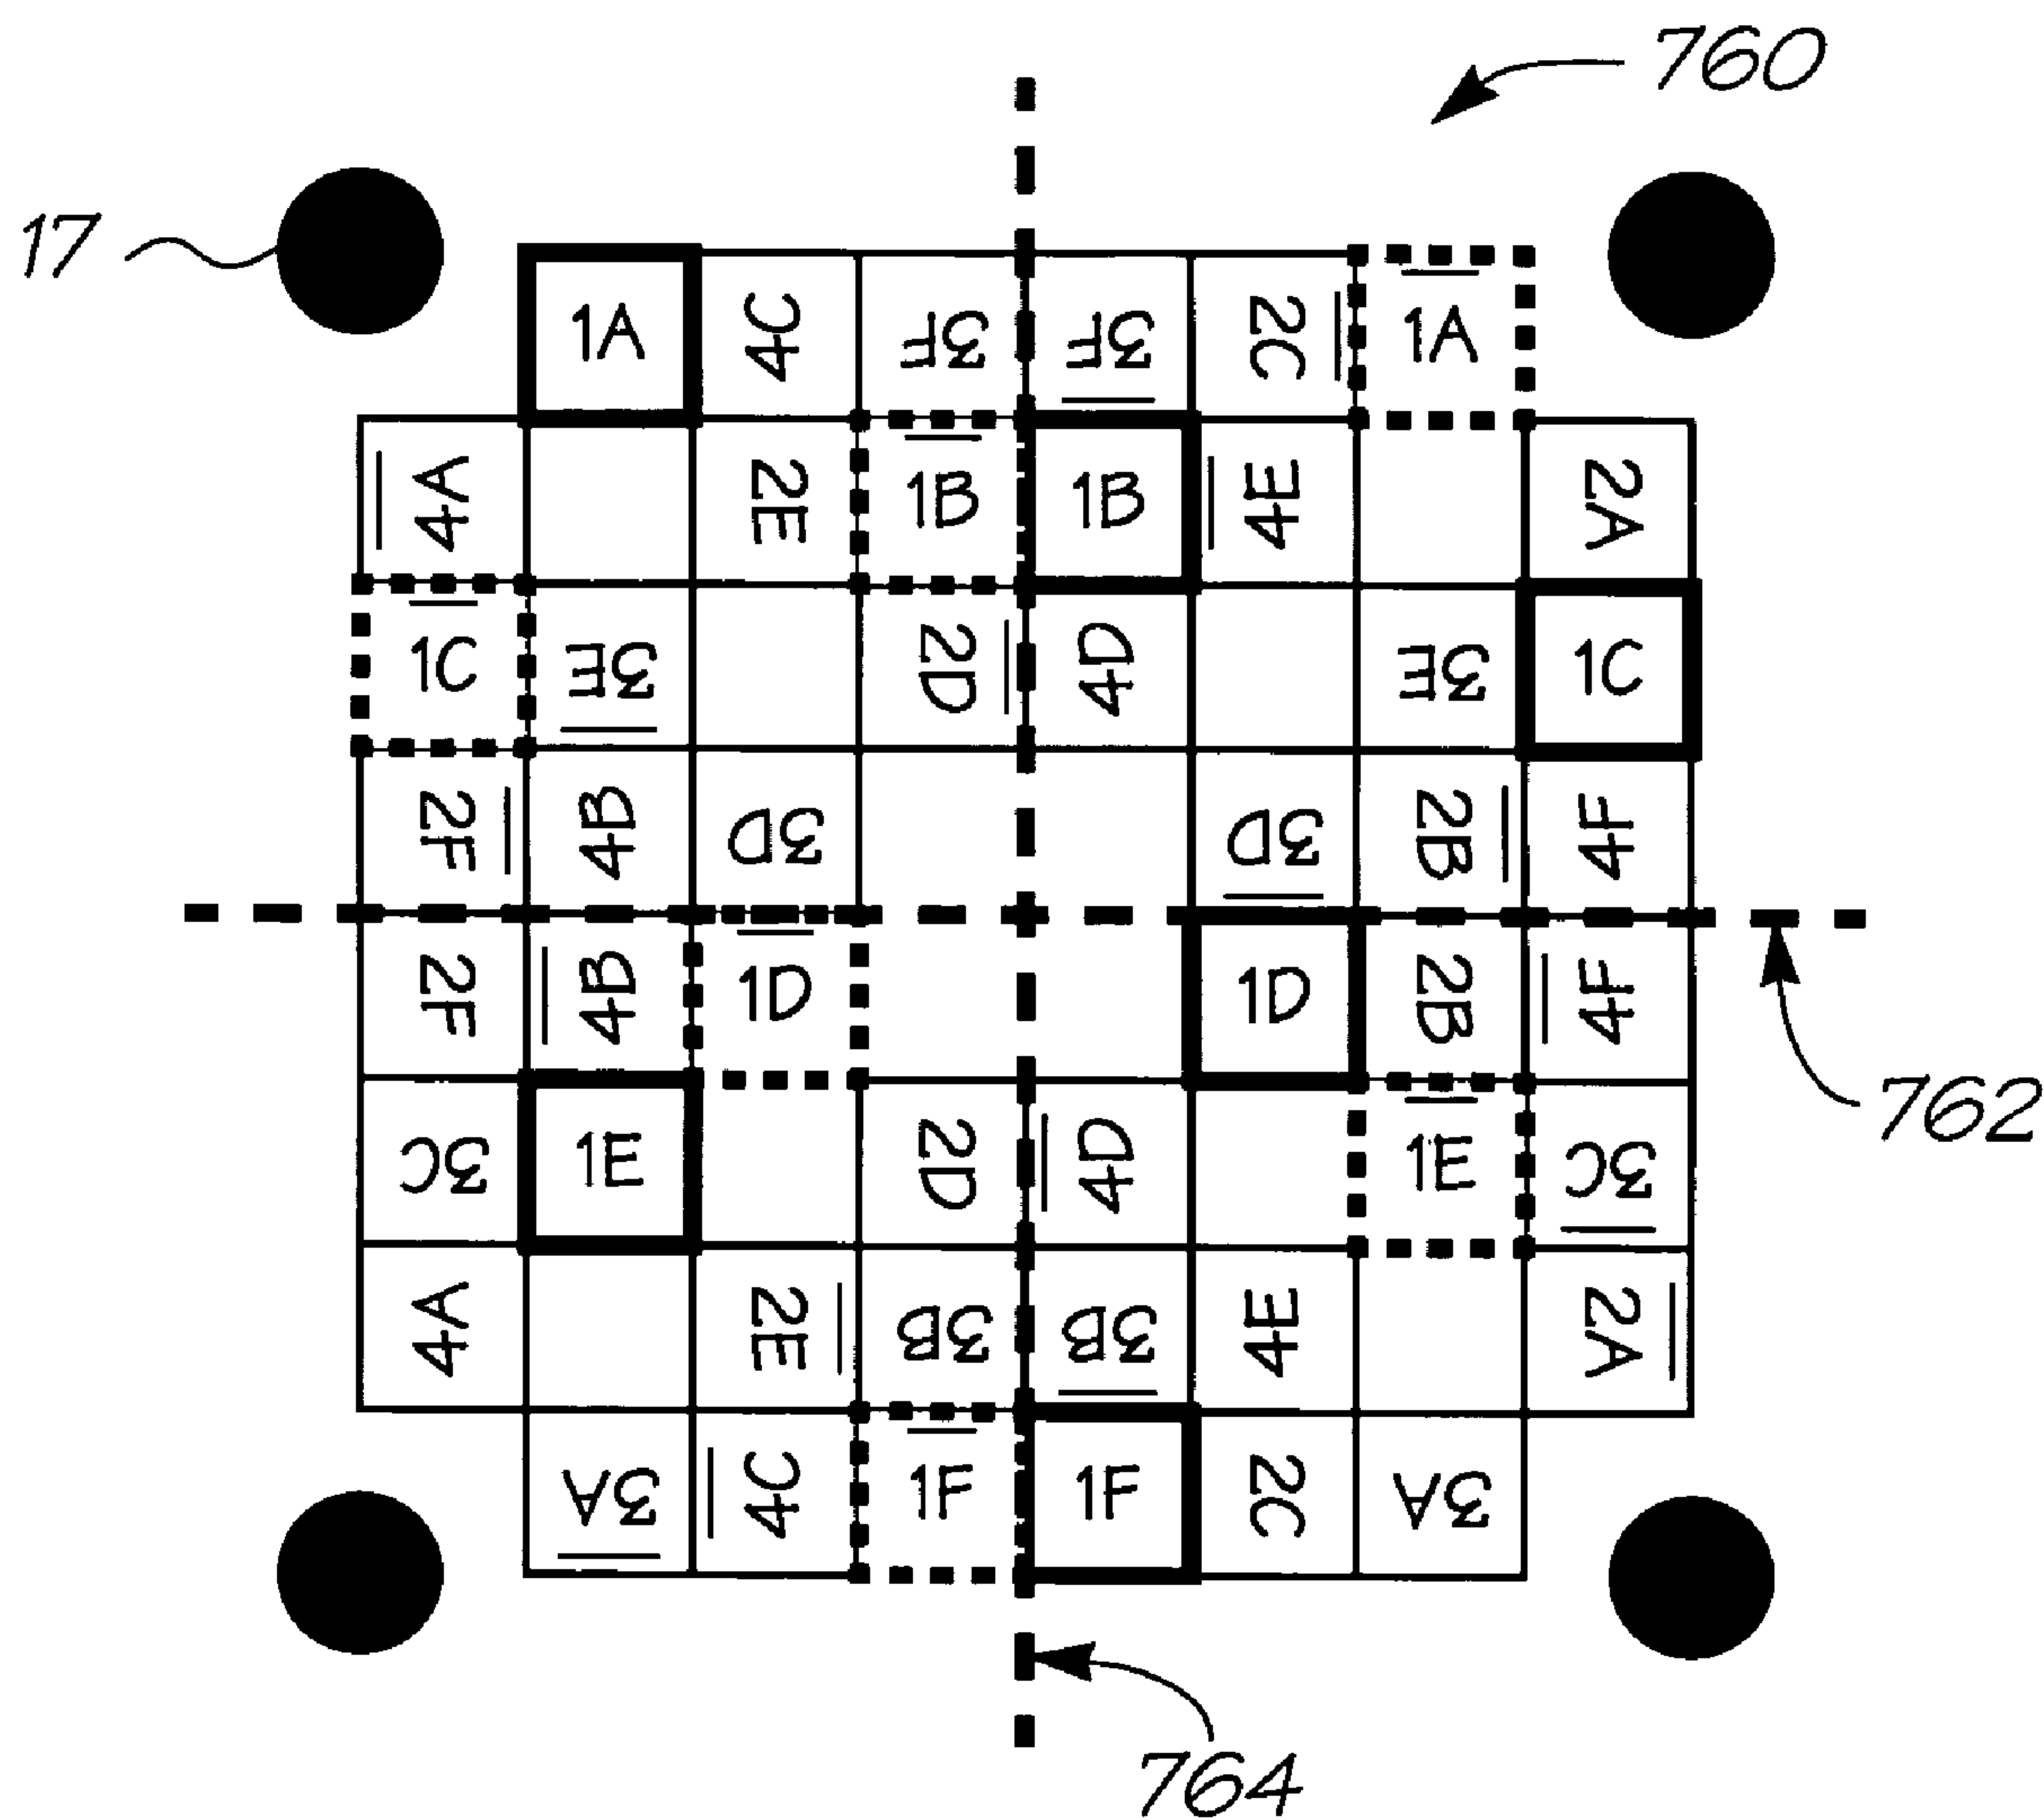 760
17
1A 4C 3F 3F 2C 1A
4A 2E 1B 1B 4E 2A
1C 3E 2D 4D 3E 1C
2F 4B 3D 3D 2B 4F
2F 4B 1D 1D 2B 4F
762
3C 1E 2D 4D 1E 3C
4A 2E 3B 3B 4E 2A
3A 4C 1F 1F 2C 3A
764